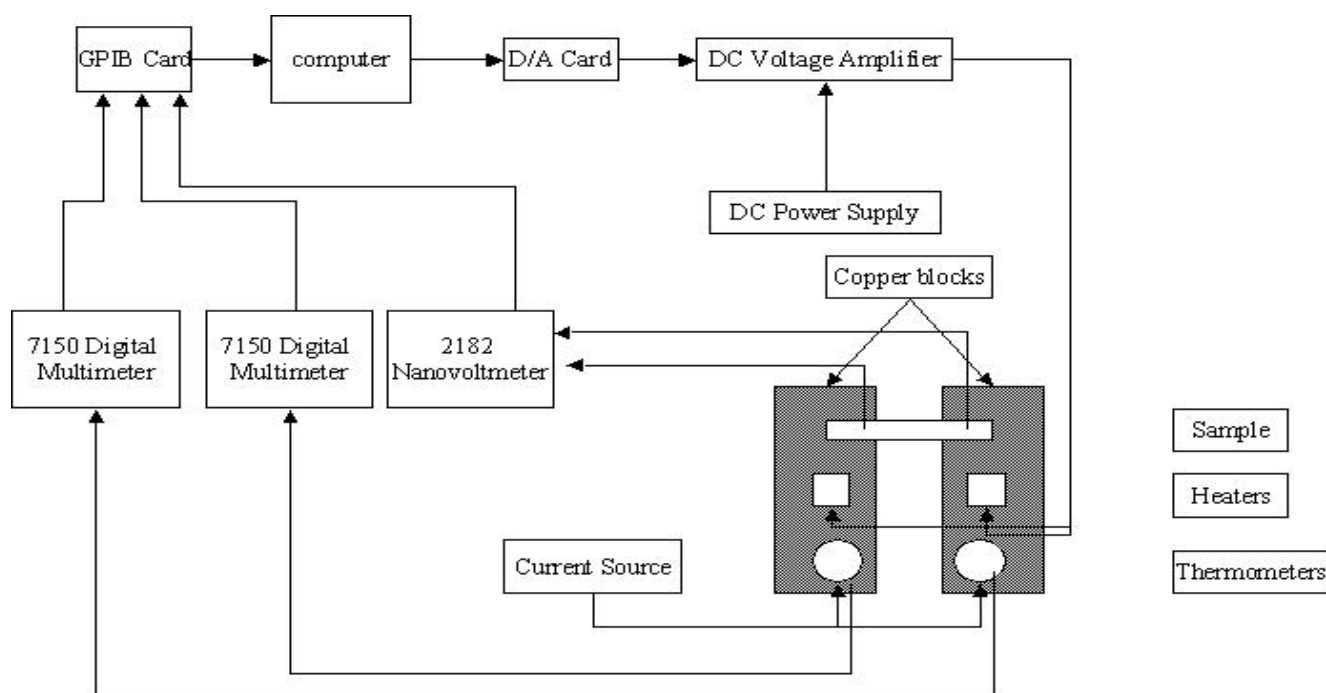 GPIB Card
computer
D/A Card
DC Voltage Amplifier
DC Power Supply
Copper blocks
7150 Digital
Multimeter
7150 Digital
Multimeter
2182
Nanovoltmeter
Sample
Heaters
Current Source
Thermometers